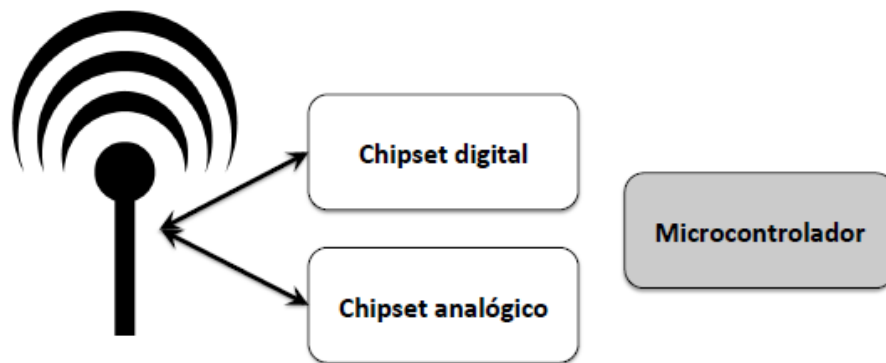 Chipset digital
Microcontrolador
Chipset analógico